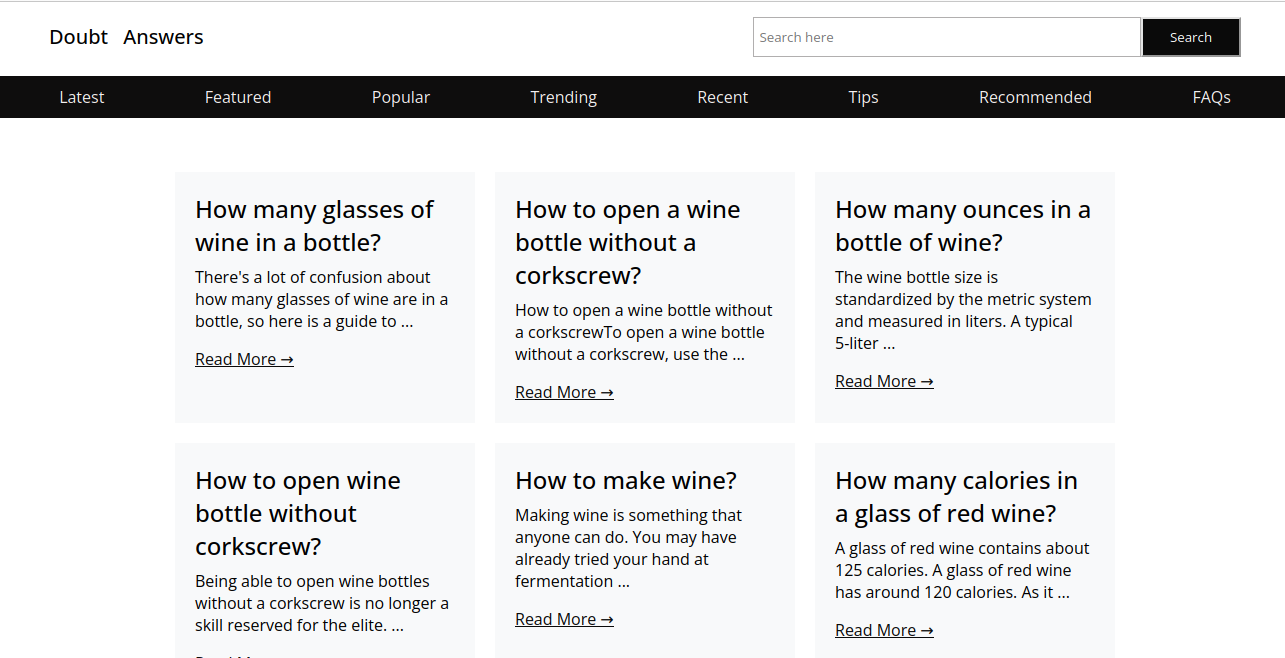 Doubt Answers
Search here
Search
Latest Featured Popular Trending Recent Tips Recommended FAQs
How many glasses of
wine in a bottle?
There's a lot of confusion about
how many glasses of wine are in a
bottle, so here is a guide to ...
Read More →
How to open a wine
bottle without a
corkscrew?
How to open a wine bottle without
a corkscrewTo open a wine bottle
without a corkscrew, use the ...
Read More →
How many ounces in a
bottle of wine?
The wine bottle size is
standardized by the metric system
and measured in liters. A typical
5-liter ...
Read More →
How to open wine
bottle without
corkscrew?
Being able to open wine bottles
without a corkscrew is no longer a
skill reserved for the elite. ...
How to make wine?
Making wine is something that
anyone can do. You may have
already tried your hand at
fermentation ...
Read More →
How many calories in
a glass of red wine?
A glass of red wine contains about
125 calories. A glass of red wine
has around 120 calories. As it ...
Read More →